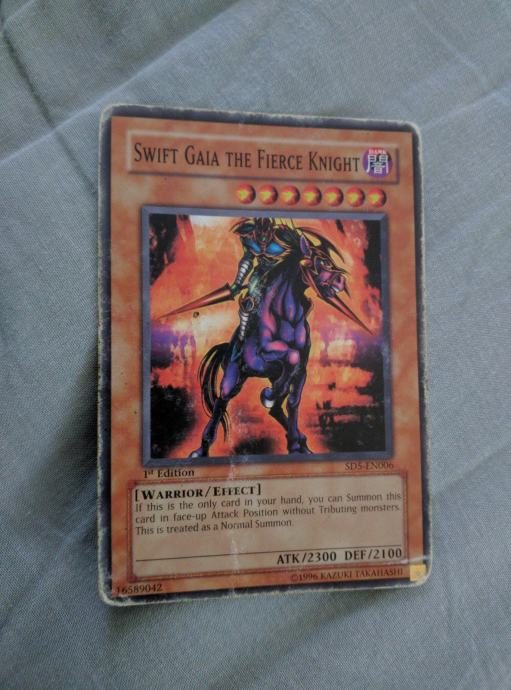 SWIFT GAIA THE FIERCE KNIGHT
DARK
闇
1st Edition
SD5-EN006
[WARRIOR/EFFECT]
If this is the only card in your hand, you can Summon this
card in face-up Attack Position without Tributing monsters.
This is treated as a Normal Summon.
ATK/2300 DEF/2100
16589042
©1996 KAZUKI TAKAHASHI